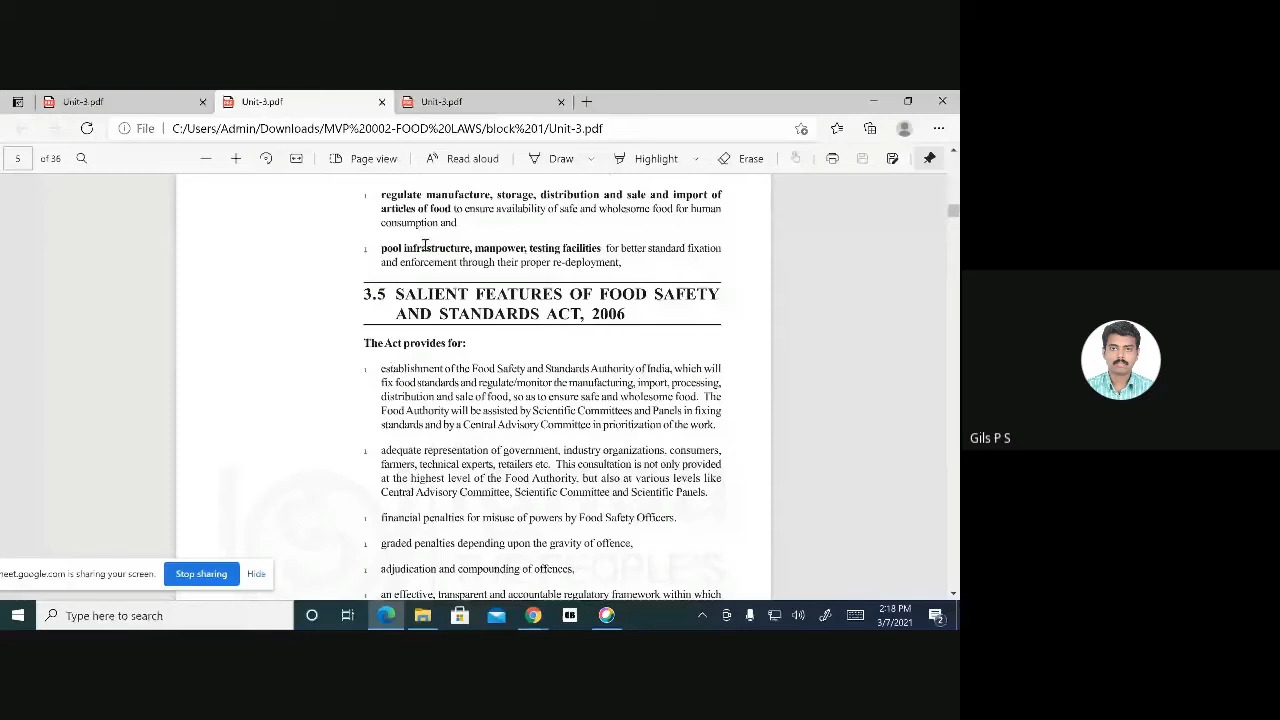 Unit-3.pdf
Unit-3.pdf
Unit-3.pdf
File C:/Users/Admin/Downloads/MVP%20002-FOOD%20LAWS/block%201/Unit-3.pdf
5 of 36 Page view Read aloud Draw Highlight Erase
regulate manufacture, storage, distribution and sale and import of
articles of food to ensure availability of safe and wholesome food for human
consumption and
pool infrastructure, manpower, testing facilities for better standard fixation
and enforcement through their proper re-deployment,
3.5 SALIENT FEATURES OF FOOD SAFETY
AND STANDARDS ACT, 2006
The Act provides for:
establishment of the Food Safety and Standards Authority of India, which will
fix food standards and regulate/monitor the manufacturing, import, processing,
distribution and sale of food, so as to ensure safe and wholesome food. The
Food Authority will be assisted by Scientific Committees and Panels in fixing
standards and by a Central Advisory Committee in prioritization of the work.
adequate representation of government, industry organizations, consumers,
farmers, technical experts, retailers etc. This consultation is not only provided
at the highest level of the Food Authority, but also at various levels like
Central Advisory Committee, Scientific Committee and Scientific Panels.
financial penalties for misuse of powers by Food Safety Officers.
graded penalties depending upon the gravity of offence,
adjudication and compounding of offences,
an effective, transparent and accountable regulatory framework within which
meet.google.com is sharing your screen. Stop sharing Hide
Type here to search
2:18 PM
3/7/2021
2
Gils P S